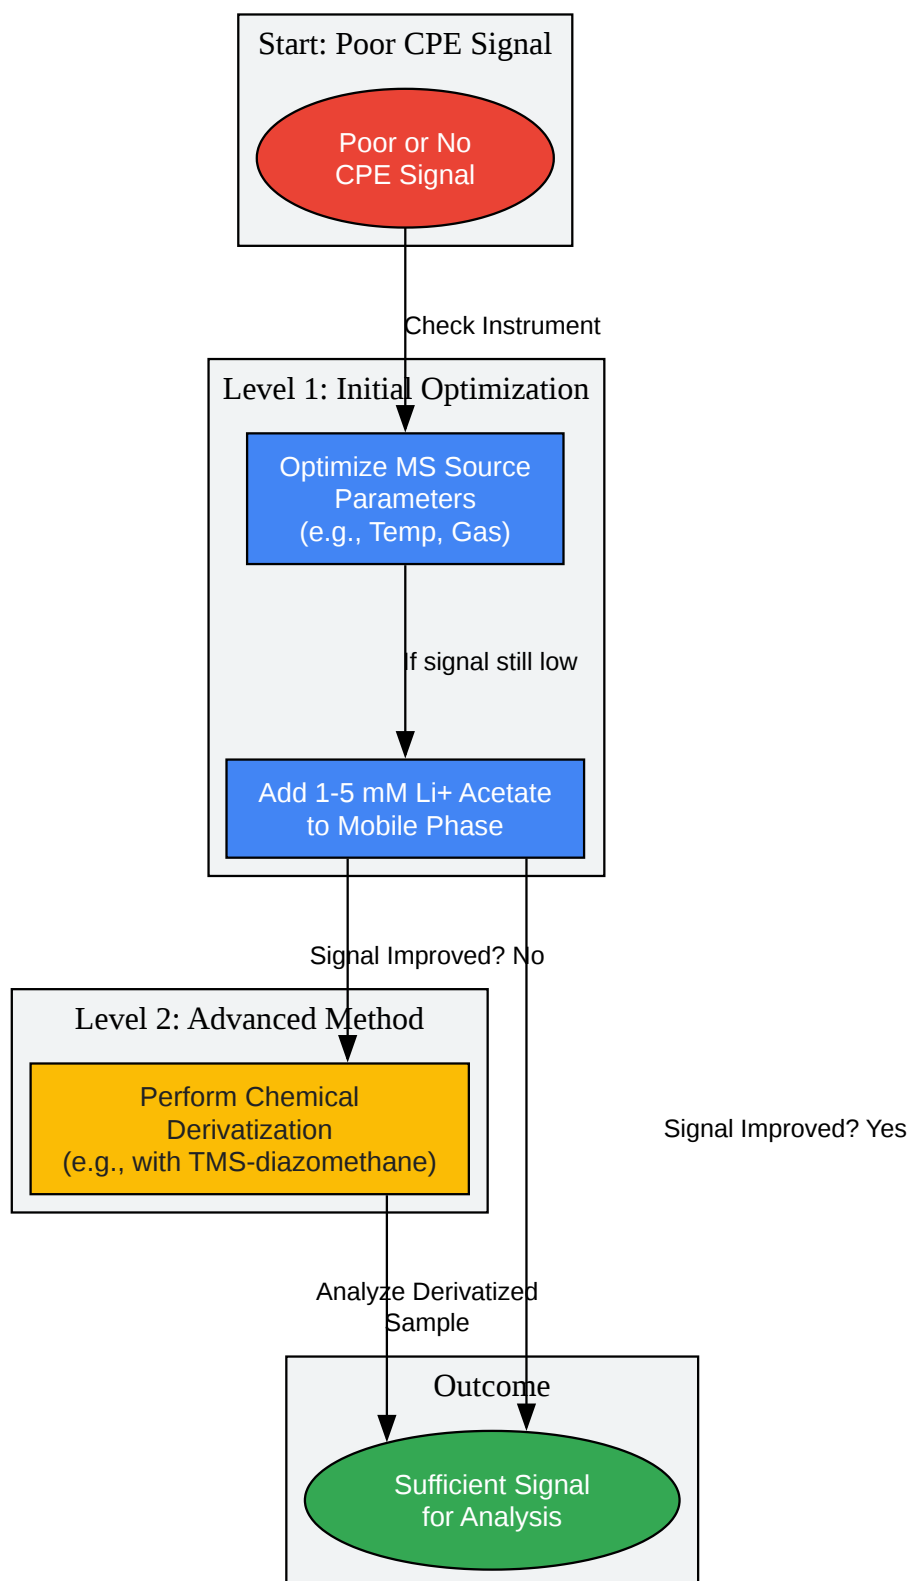 Start: Poor CPE Signal
Poor or No
CPE Signal
Check Instrument
Level 1: Initial Optimization
Optimize MS Source
Parameters
(e.g., Temp, Gas)
If signal still low
Add 1-5 mM Li+ Acetate
to Mobile Phase
Signal Improved? No
Level 2: Advanced Method
Perform Chemical
Derivatization
(e.g., with TMS-diazomethane)
Signal Improved? Yes
Analyze Derivatized
Sample
Outcome
Sufficient Signal
for Analysis